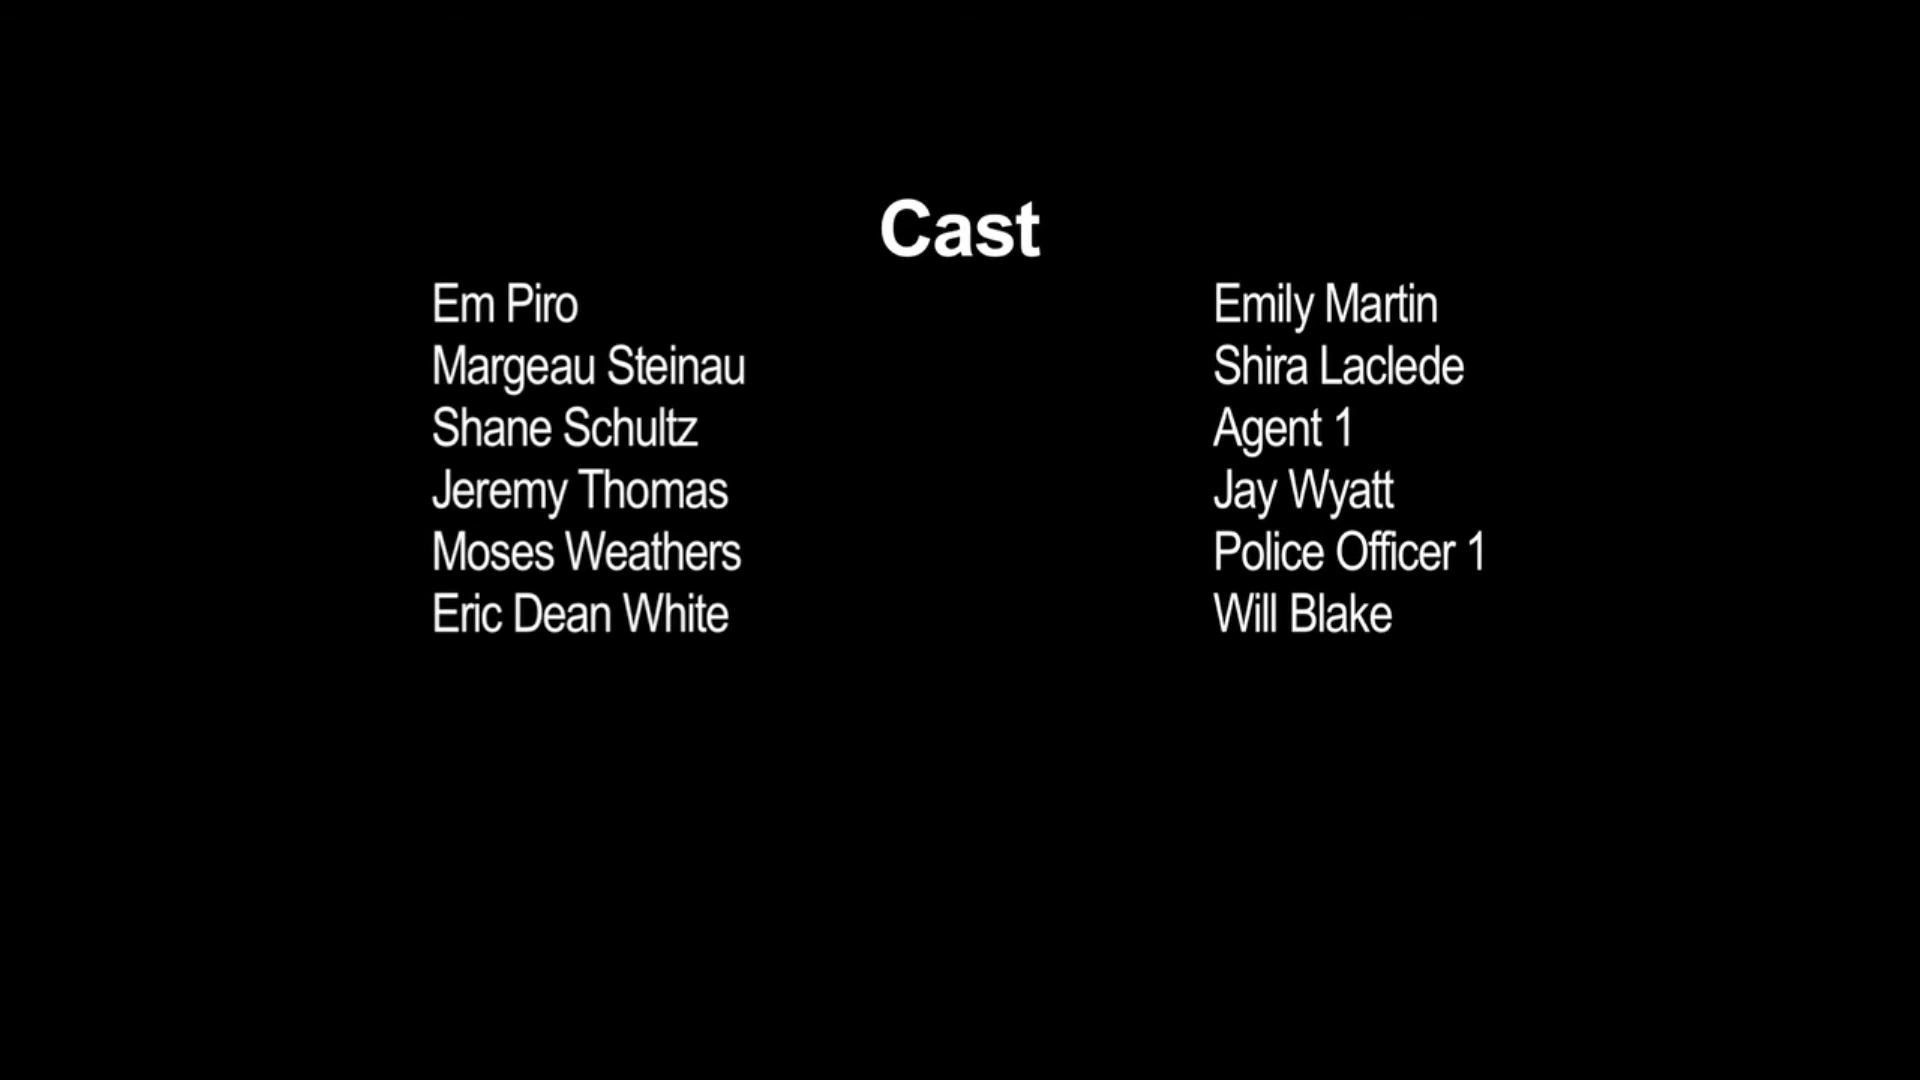 Cast
Em Piro Emily Martin
Margeau Steinau Shira Laclede
Shane Schultz Agent 1
Jeremy Thomas Jay Wyatt
Moses Weathers Police Officer 1
Eric Dean White Will Blake